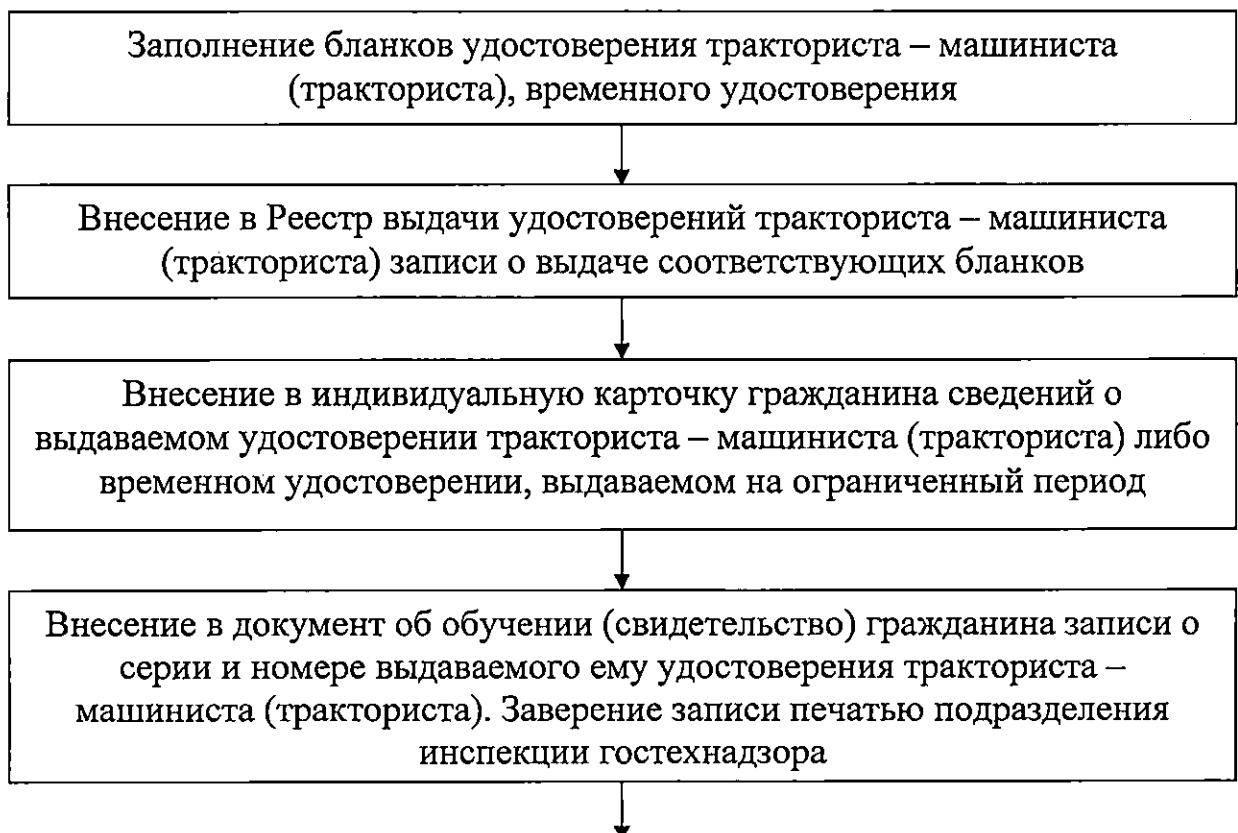 Заполнение бланков удостоверения тракториста – машиниста
(тракториста), временного удостоверения
Внесение в Реестр выдачи удостоверений тракториста – машиниста
(тракториста) записи о выдаче соответствующих бланков
Внесение в индивидуальную карточку гражданина сведений о
выдаваемом удостоверении тракториста – машиниста (тракториста) либо
временном удостоверении, выдаваемом на ограниченный период
Внесение в документ об обучении (свидетельство) гражданина записи о
серии и номере выдаваемого ему удостоверения тракториста –
машиниста (тракториста). Заверение записи печатью подразделения
инспекции гостехнадзора